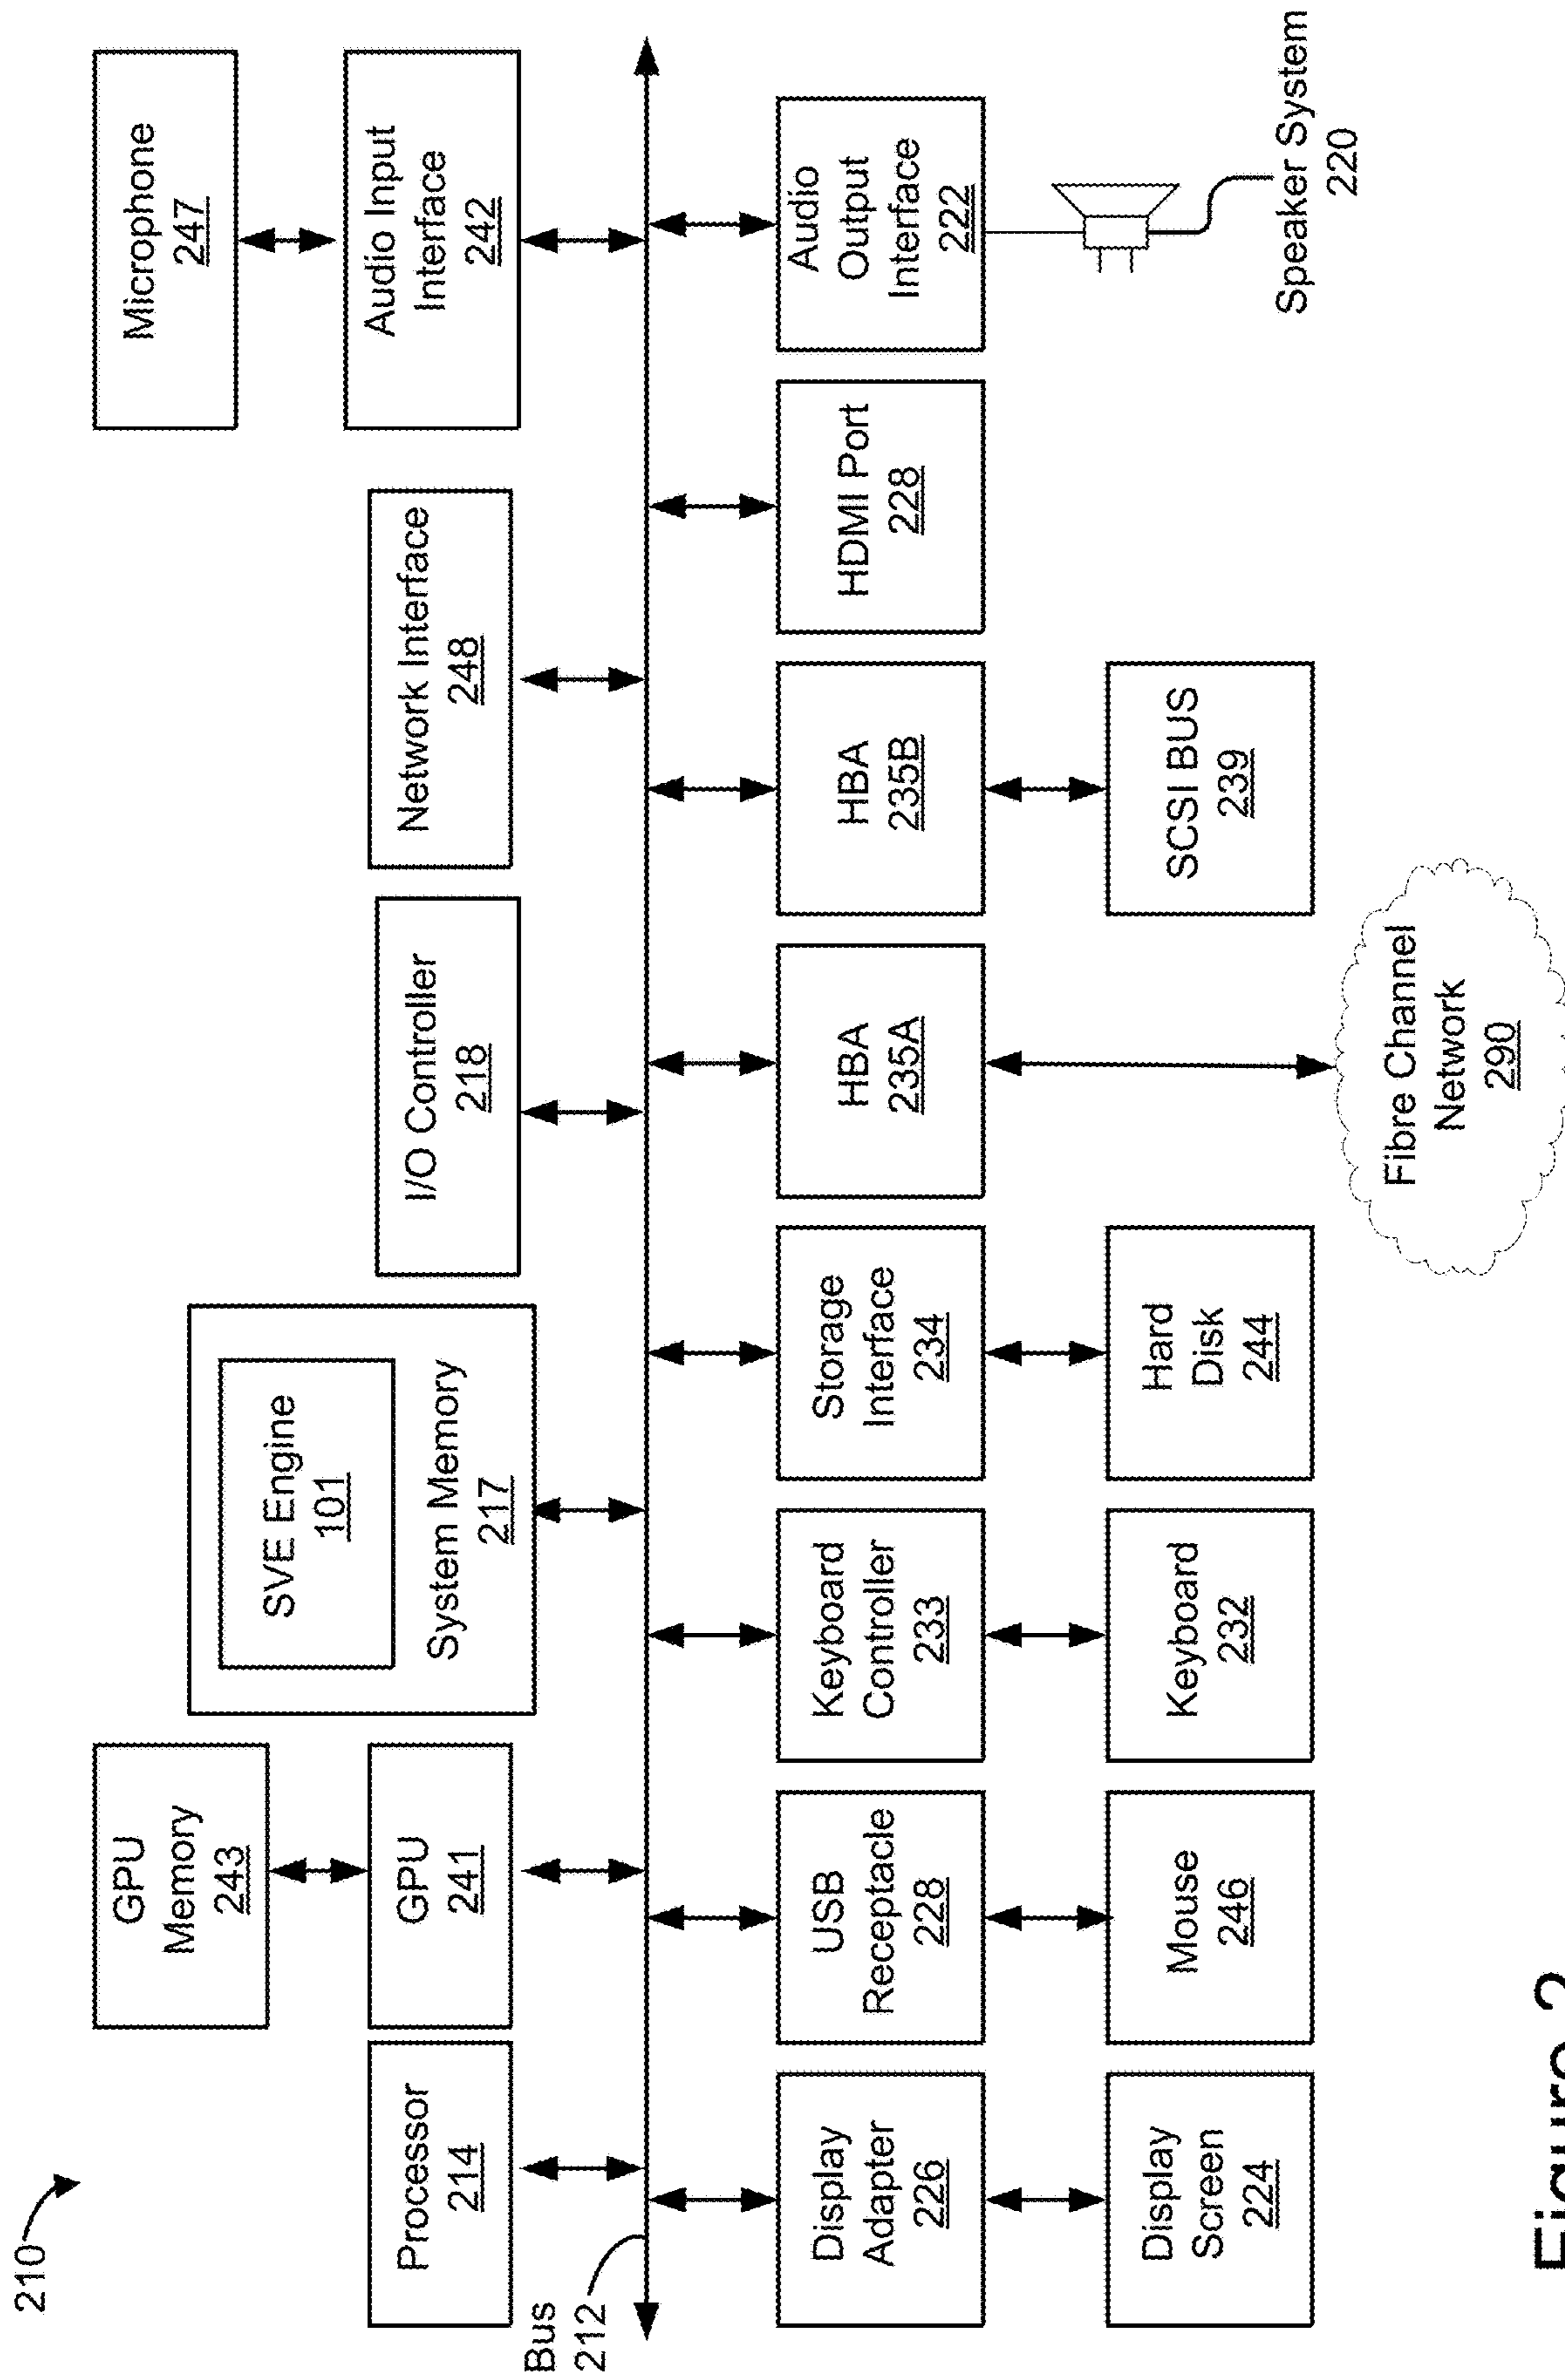 210
GPU
Memory
243
Microphone
247
Processor
214
GPU
241
SVE Engine
101
System Memory
217
I/O Controller
218
Network Interface
248
Audio Input
Interface
242
Bus
212
Display
Adapter
226
USB
Receptacle
228
Keyboard
Controller
233
Storage
Interface
234
HBA
235A
HBA
235B
HDMI Port
228
Audio
Output
Interface
222
Display
Screen
224
Mouse
246
Keyboard
232
Hard
Disk
244
SCSI BUS
239
Speaker System
220
Fibre Channel
Network
290
Figure 2